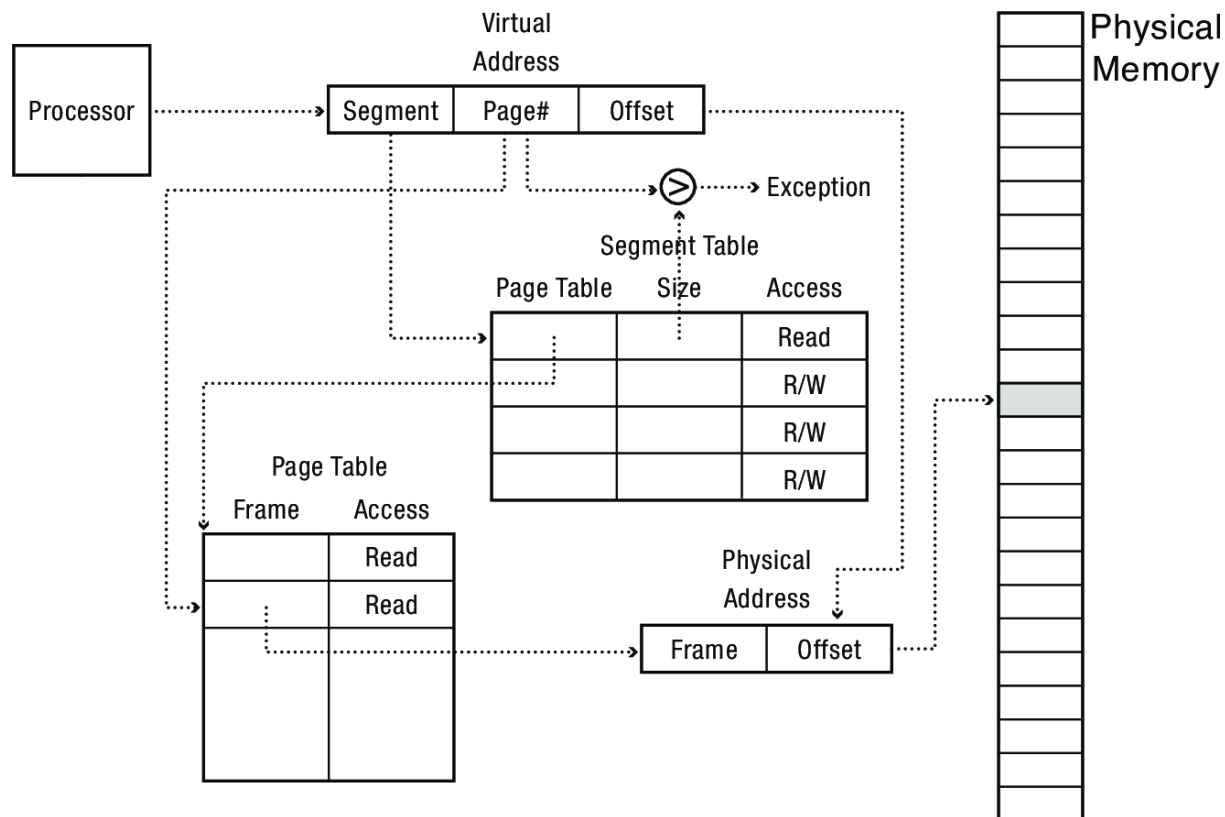 Virtual
Address
Physical
Memory
Processor
Segment Page# Offset
Exception
Segment Table
Page Table Size Access
Read
R/W
R/W
R/W
Page Table
Frame Access
Read
Read
Physical
Address
Frame Offset